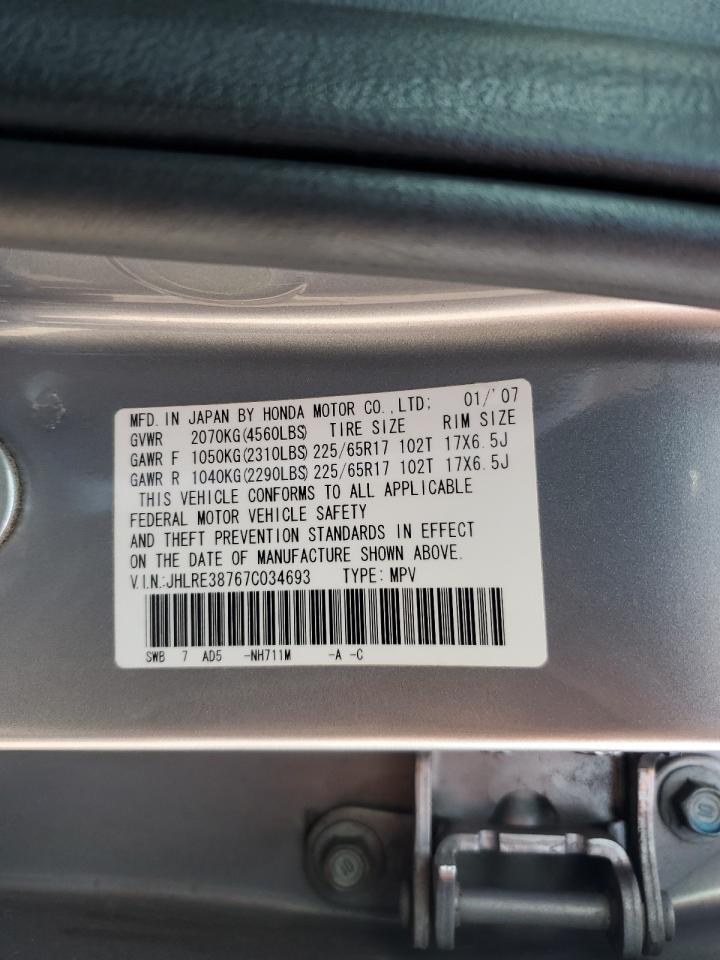 MFD. IN JAPAN BY HONDA MOTOR CO., LTD; 01/'07
GVWR 2070KG(4560LBS) TIRE SIZE RIM SIZE
GAWR F 1050KG(2310LBS) 225/65R17 102T 17X6.5J
GAWR R 1040KG(2290LBS) 225/65R17 102T 17X6.5J
THIS VEHICLE CONFORMS TO ALL APPLICABLE
FEDERAL MOTOR VEHICLE SAFETY
AND THEFT PREVENTION STANDARDS IN EFFECT
ON THE DATE OF MANUFACTURE SHOWN ABOVE.
V.I.N.:JHLRE38767C034693 TYPE: MPV
SWB 7 AD5 -NH711M -A -C